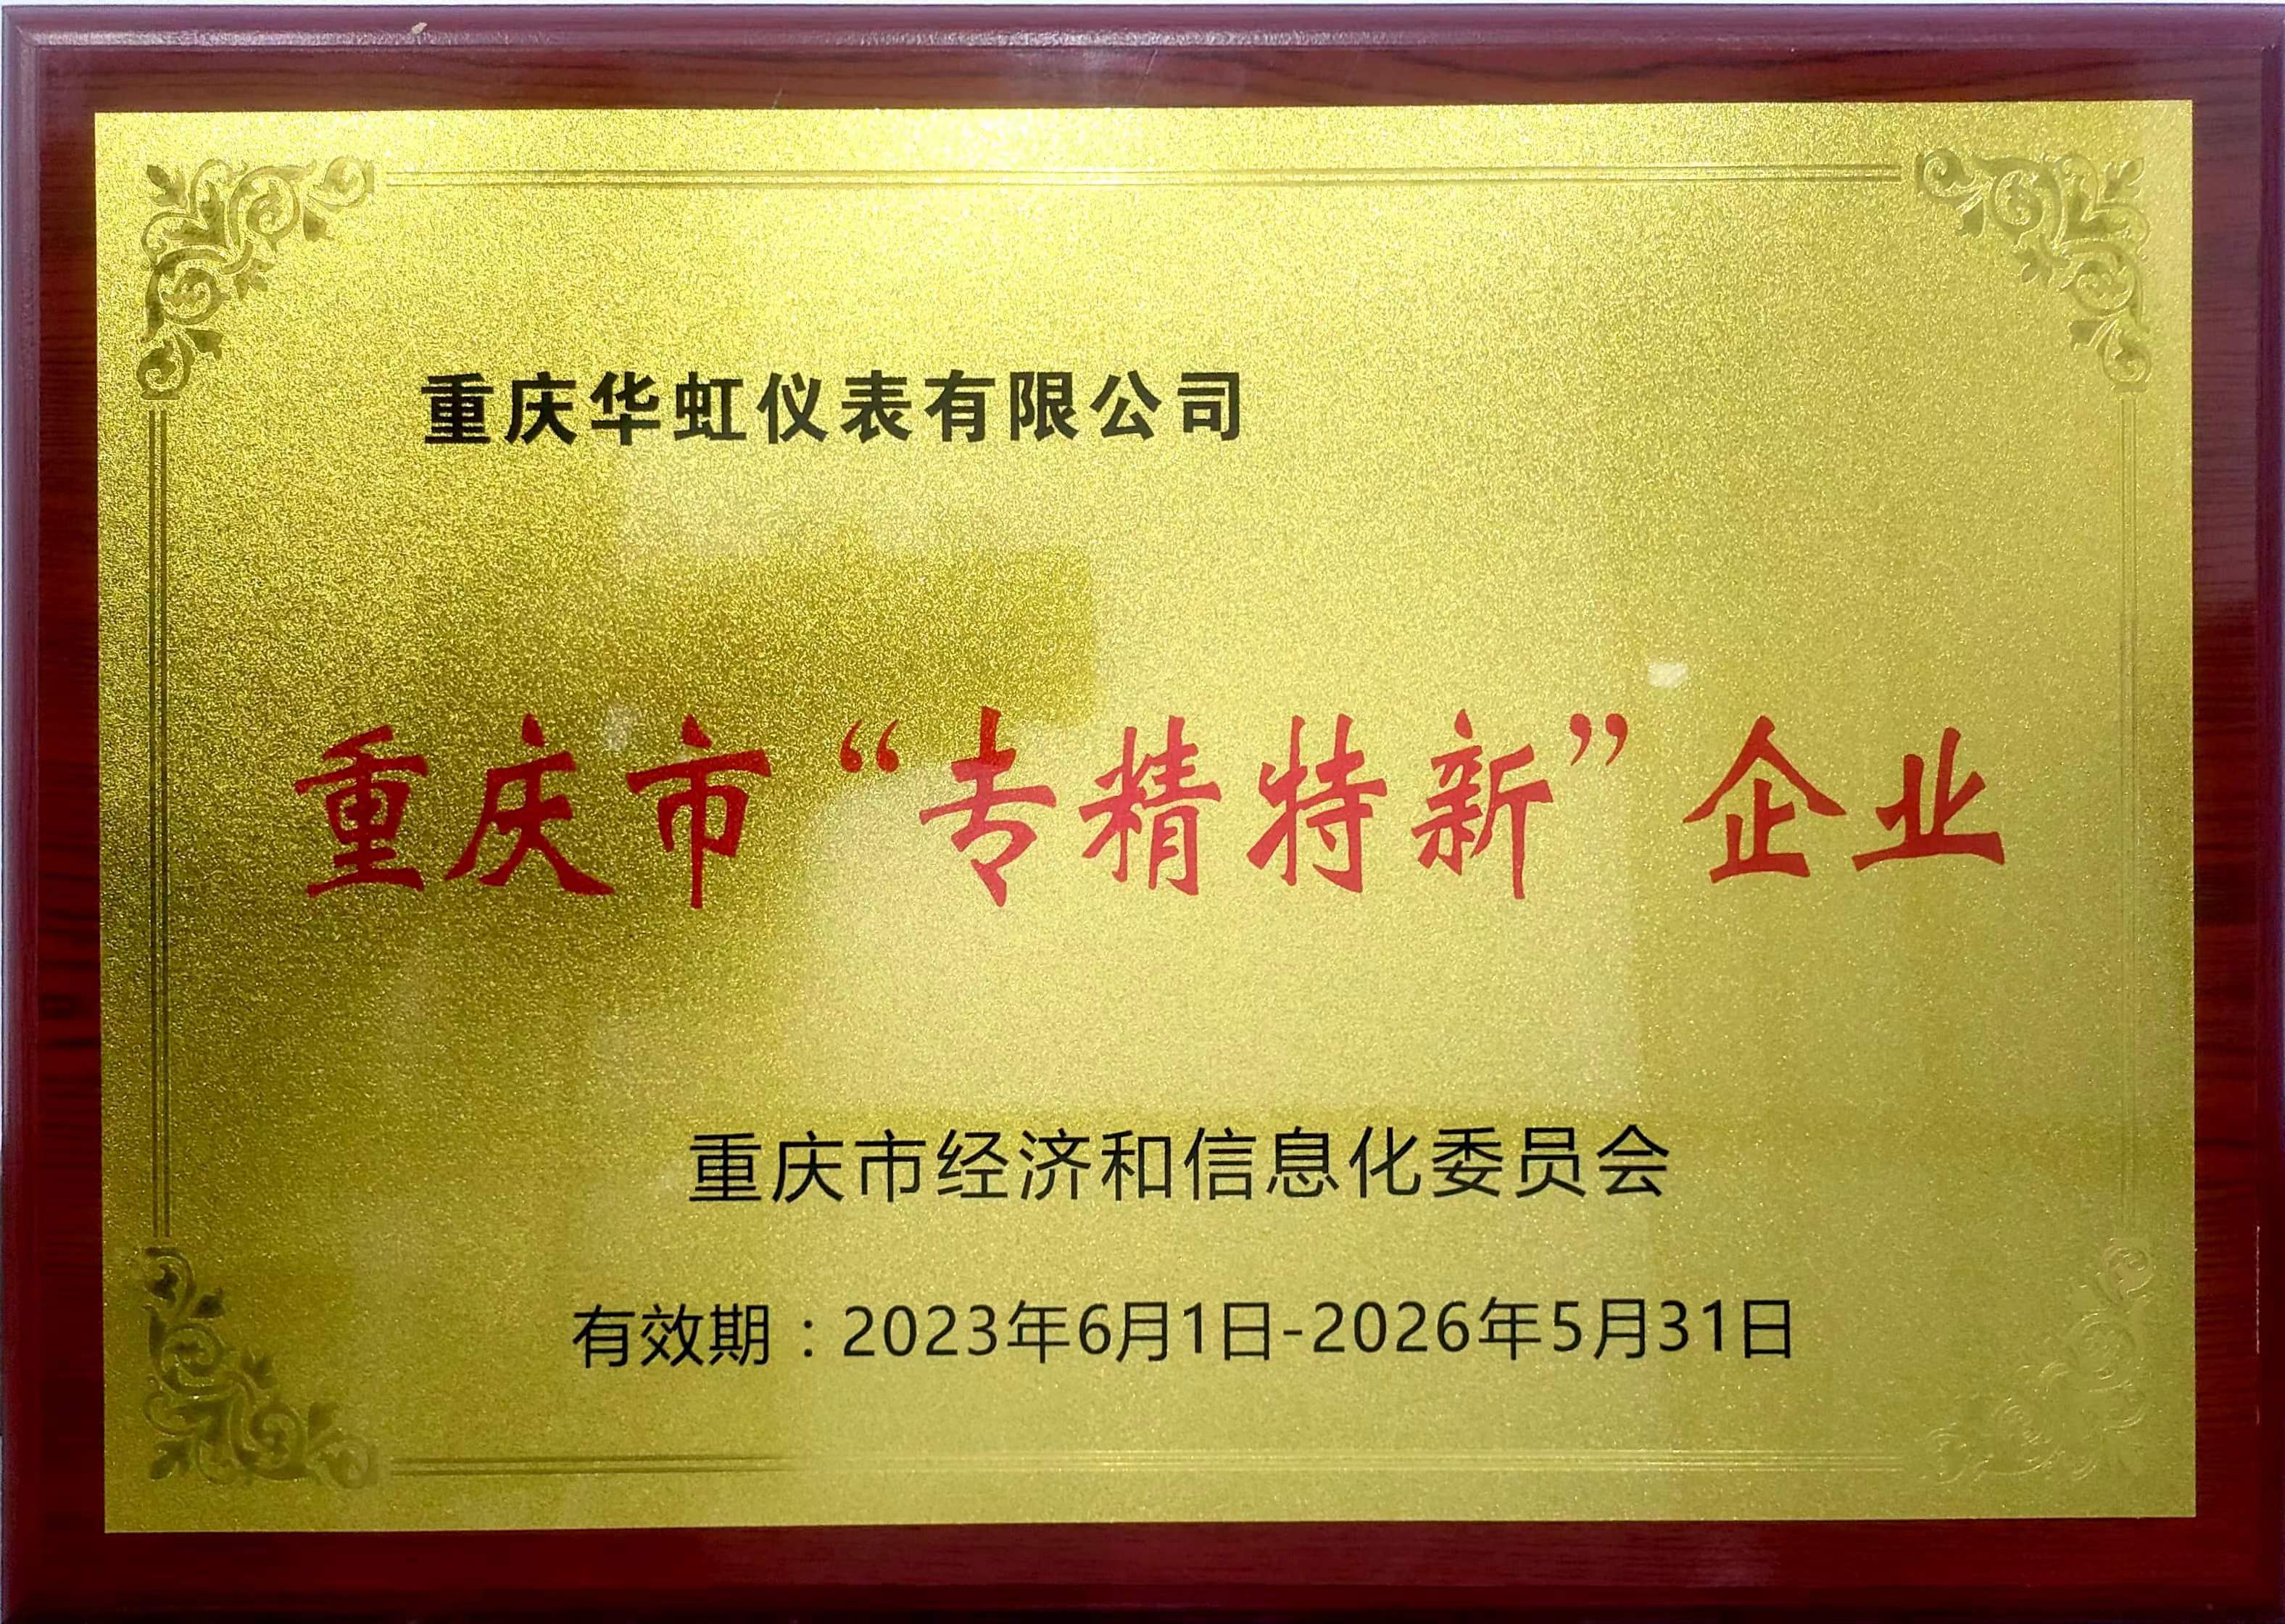 重庆华虹仪表有限公司
重庆市“专精特新”企业
重庆市经济和信息化委员会
有效期：2023年6月1日-2026年5月31日